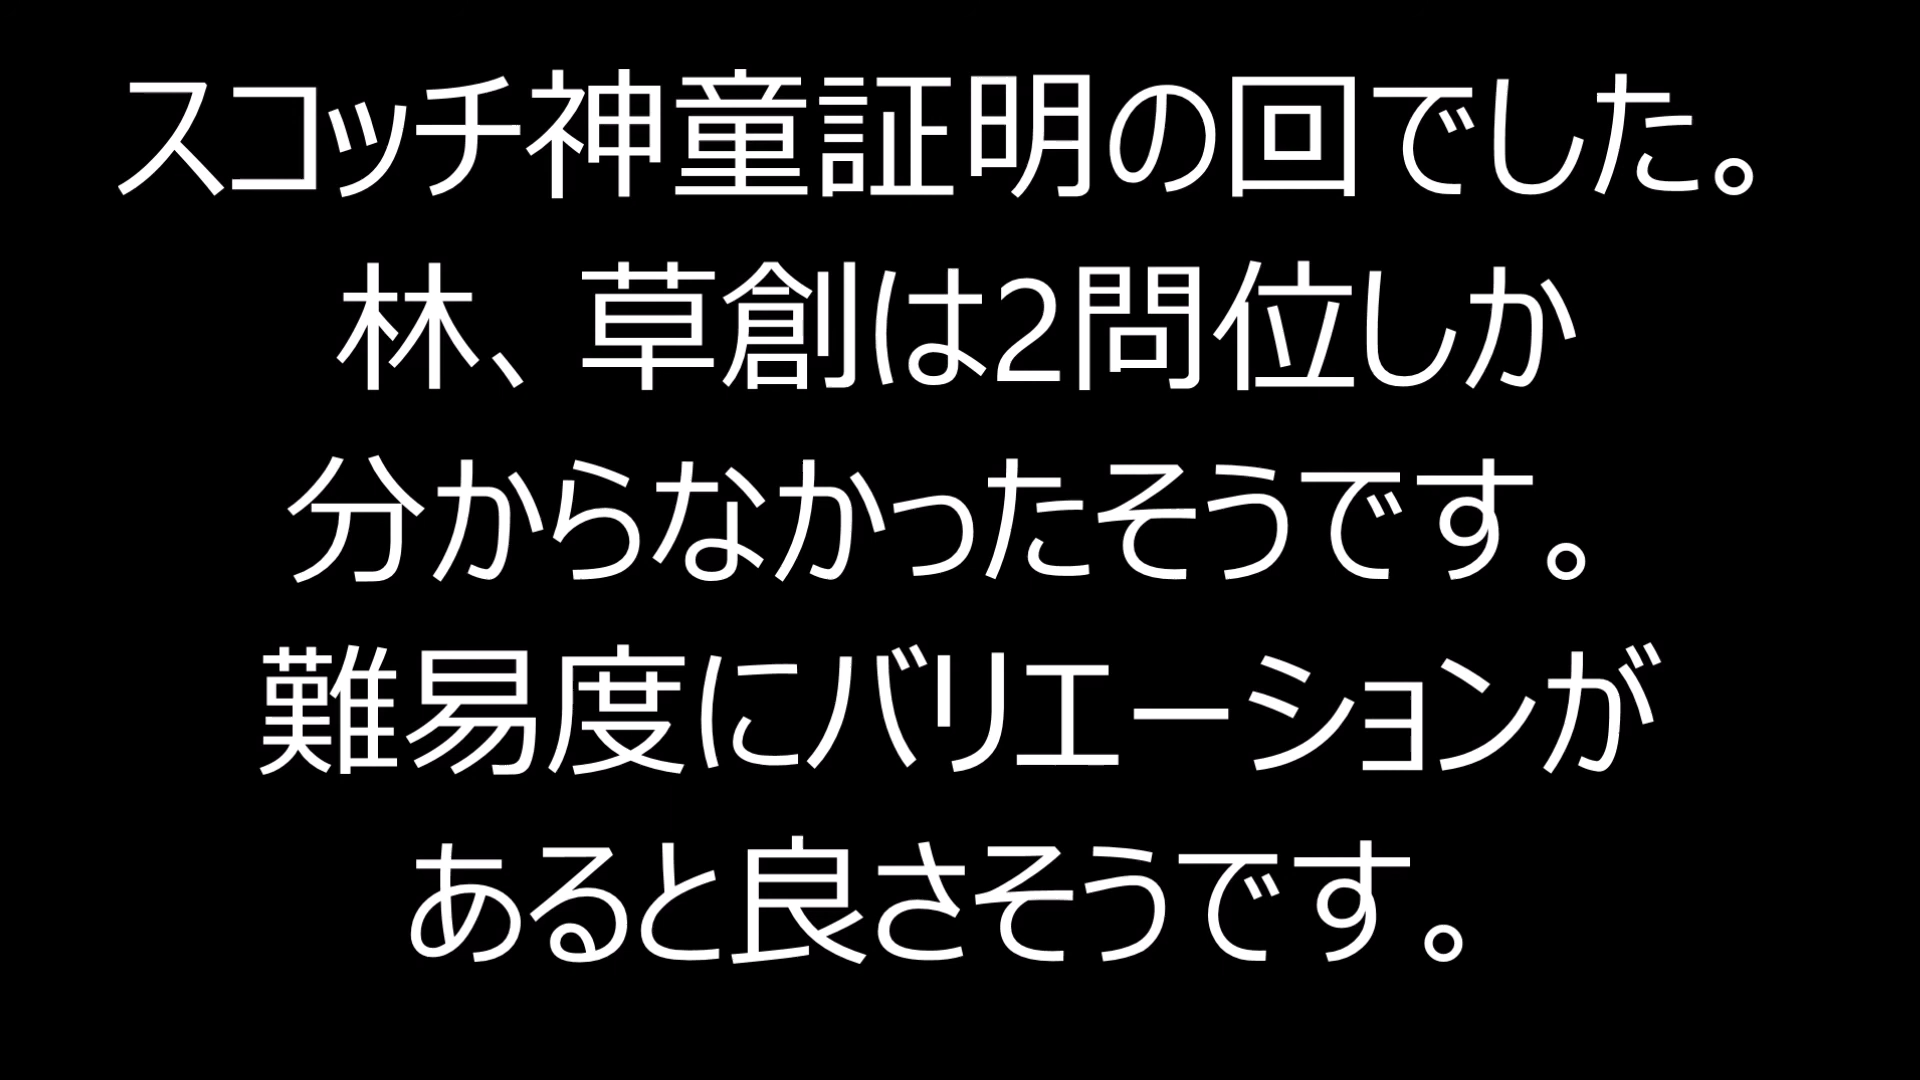 スコッチ神童証明の回でした。
林、草創は2問位しか
分からなかったそうです。
難易度にバリエーションが
あると良さそうです。